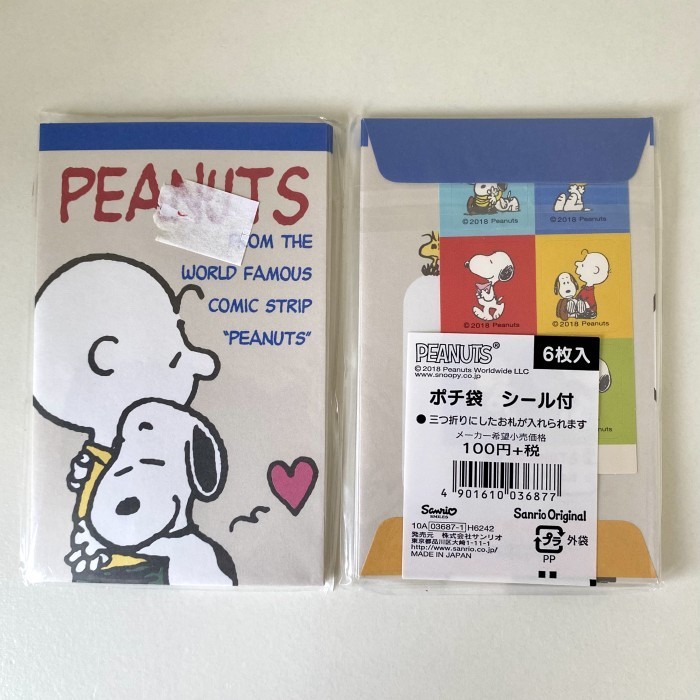 PEANUTS
FROM THE
WORLD FAMOUS
COMIC STRIP
"PEANUTS"
© 2018 Peanuts
© 2018 Peanuts
© 2018 Peanuts
© 2018 Peanuts
nuts
PEANUTS®
6枚入
© 2018 Peanuts Worldwide LLC
www.snoopy.co.jp
ポチ袋 シール付
● 三つ折りにしたお札が入れられます
メーカー希望小売価格
100円+税
4 901610 036877
Sanrio
SMILES
Sanrio Original
10A 03687-1 H6242
発売元 株式会社サンリオ
東京都品川区大崎1-11-1
http://www.sanrio.co.jp/
MADE IN JAPAN
プラ 外袋
PP